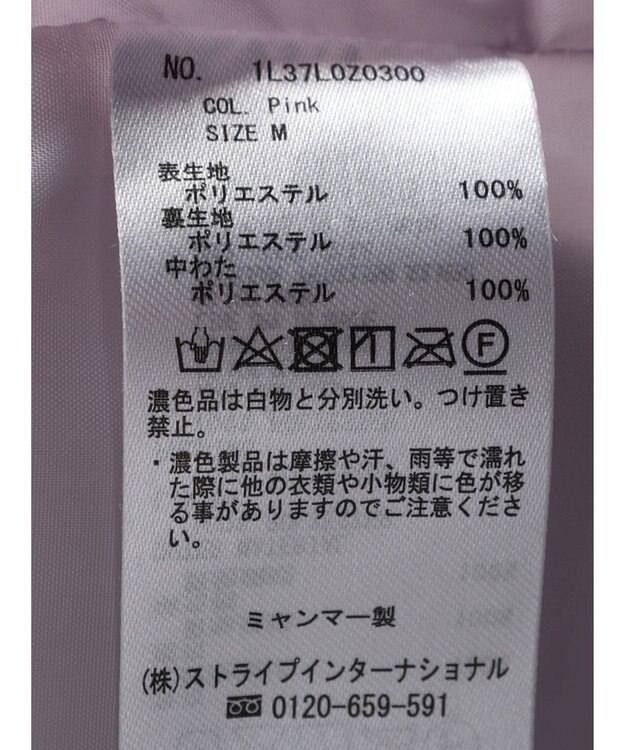 NO. 1L37L0Z0300
COL. Pink
SIZE M
表生地
ポリエステル 100%
裏生地
ポリエステル 100%
中わた
ポリエステル 100%
F
濃色品は白物と分別洗い。つけ置き
禁止。
・濃色製品は摩擦や汗、雨等で濡れ
た際に他の衣類や小物類に色が移
る事がありますのでご注意くださ
い。
ミャンマー製
(株)ストライプインターナショナル
0120-659-591